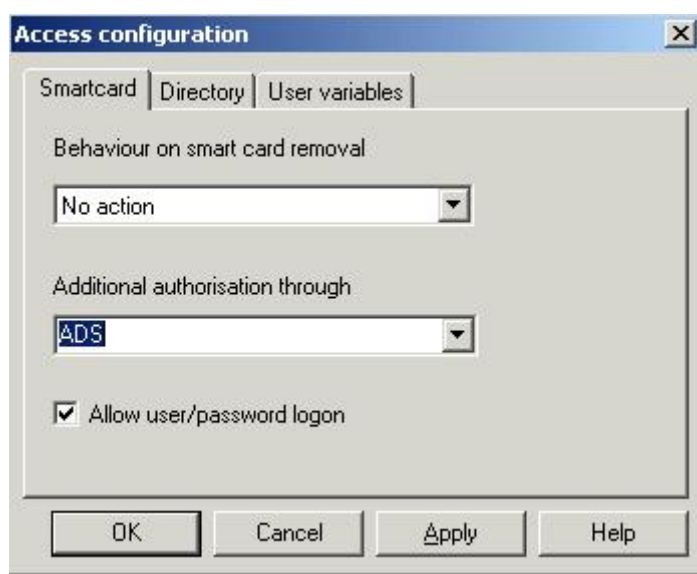 Access configuration
Smartcard Directory User variables
Behaviour on smart card removal
No action
Additional authorisation through
ADS
Allow user/password logon
OK Cancel Apply Help